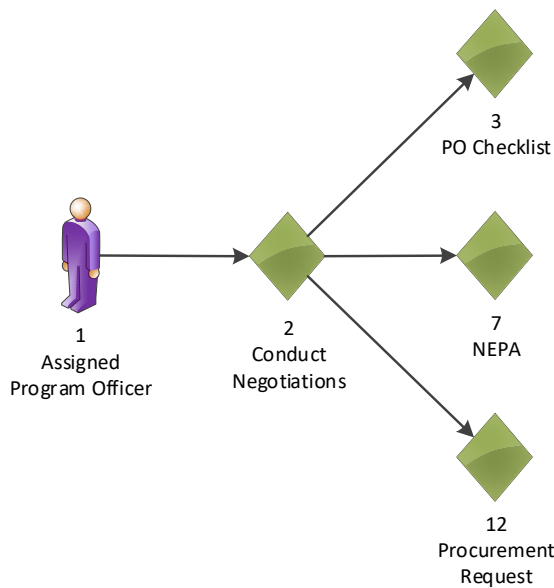 3
PO Checklist
1
Assigned
Program Officer
2
Conduct
Negotiations
7
NEPA
12
Procurement
Request